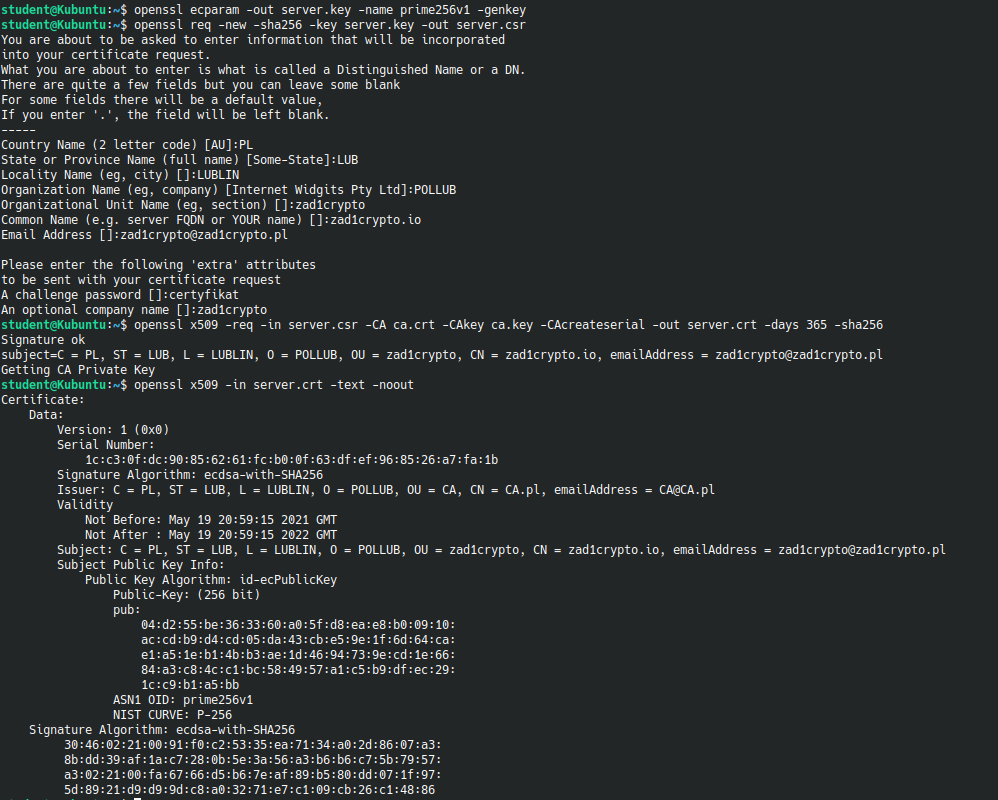 student@Kubuntu:~$ openssl ecparam -out server.key -name prime256v1 -genkey
student@Kubuntu:~$ openssl req -new -sha256 -key server.key -out server.csr
You are about to be asked to enter information that will be incorporated
into your certificate request.
What you are about to enter is what is called a Distinguished Name or a DN.
There are quite a few fields but you can leave some blank
For some fields there will be a default value,
If you enter '.', the field will be left blank.
-----
Country Name (2 letter code) [AU]:PL
State or Province Name (full name) [Some-State]:LUB
Locality Name (eg, city) []:LUBLIN
Organization Name (eg, company) [Internet Widgits Pty Ltd]:POLLUB
Organizational Unit Name (eg, section) []:zad1crypto
Common Name (e.g. server FQDN or YOUR name) []:zad1crypto.io
Email Address []:zad1crypto@zad1crypto.pl

Please enter the following 'extra' attributes
to be sent with your certificate request
A challenge password []:certyfikat
An optional company name []:zad1crypto
student@Kubuntu:~$ openssl x509 -req -in server.csr -CA ca.crt -CAkey ca.key -CAcreateserial -out server.crt -days 365 -sha256
Signature ok
subject=C = PL, ST = LUB, L = LUBLIN, O = POLLUB, OU = zad1crypto, CN = zad1crypto.io, emailAddress = zad1crypto@zad1crypto.pl
Getting CA Private Key
student@Kubuntu:~$ openssl x509 -in server.crt -text -noout
Certificate:
    Data:
        Version: 1 (0x0)
        Serial Number:
            1c:c3:0f:dc:90:85:62:61:fc:b0:0f:63:df:ef:96:85:26:a7:fa:1b
        Signature Algorithm: ecdsa-with-SHA256
        Issuer: C = PL, ST = LUB, L = LUBLIN, O = POLLUB, OU = CA, CN = CA.pl, emailAddress = CA@CA.pl
        Validity
            Not Before: May 19 20:59:15 2021 GMT
            Not After : May 19 20:59:15 2022 GMT
        Subject: C = PL, ST = LUB, L = LUBLIN, O = POLLUB, OU = zad1crypto, CN = zad1crypto.io, emailAddress = zad1crypto@zad1crypto.pl
        Subject Public Key Info:
            Public Key Algorithm: id-ecPublicKey
                Public-Key: (256 bit)
                pub:
                    04:d2:55:be:36:33:60:a0:5f:d8:ea:e8:b0:09:10:
                    ac:cd:b9:d4:cd:05:da:43:cb:e5:9e:1f:6d:64:ca:
                    e1:a5:1e:b1:4b:b3:ae:1d:46:94:73:9e:cd:1e:66:
                    84:a3:c8:4c:c1:bc:58:49:57:a1:c5:b9:df:ec:29:
                    1c:c9:b1:a5:bb
                ASN1 OID: prime256v1
                NIST CURVE: P-256
    Signature Algorithm: ecdsa-with-SHA256
         30:46:02:21:00:91:f0:c2:53:35:ea:71:34:a0:2d:86:07:a3:
         8b:dd:39:af:1a:c7:28:0b:5e:3a:56:a3:b6:b6:c7:5b:79:57:
         a3:02:21:00:fa:67:66:d5:b6:7e:af:89:b5:80:dd:07:1f:97:
         5d:89:21:d9:d9:9d:c8:a0:32:71:e7:c1:09:cb:26:c1:48:86